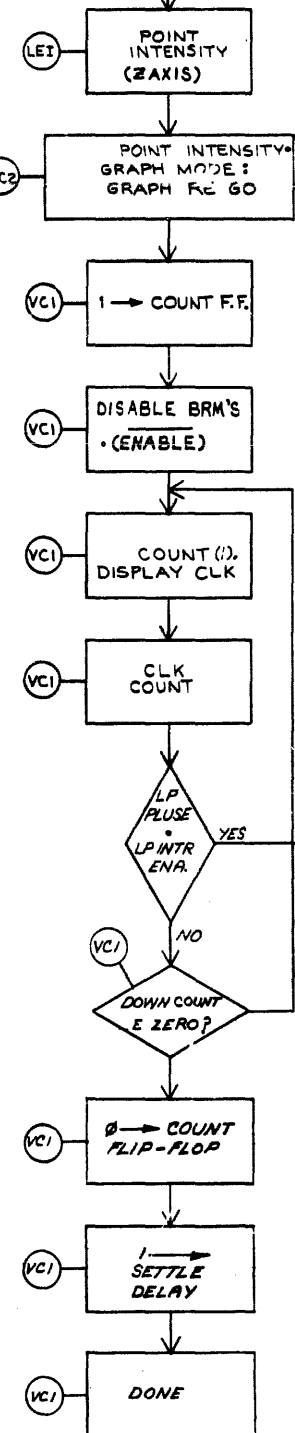 LEI
POINT
INTENSITY
(ZAXIS)
POINT INTENSITY•
GRAPH MODE:
GRAPH RE GO
VC1
1 → COUNT F.F.
VC1
DISABLE BRM'S
• (ENABLE)
VC1
COUNT (1).
DISPLAY CLK
VC1
CLK
COUNT
LP
PLUSE
•
LP INTR
ENA.
YES
NO
VC1
DOWN COUNT
E ZERO?
VC1
Ø → COUNT
FLIP-FLOP
VC1
1 →
SETTLE
DELAY
VC1
DONE